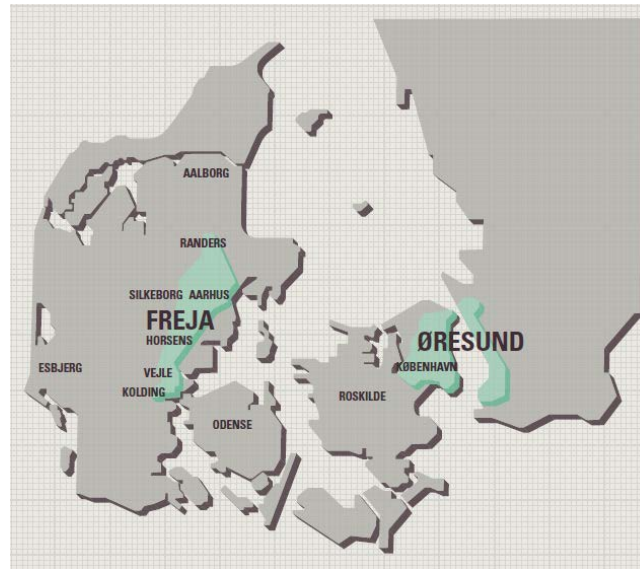 AALBORG
RANDERS
SILKEBORG AARHUS
FREJA
HORSENS
ØRESUND
ESBJERG
VEJLE
KØBENHAVN
KOLDING
ROSKILDE
ODENSE